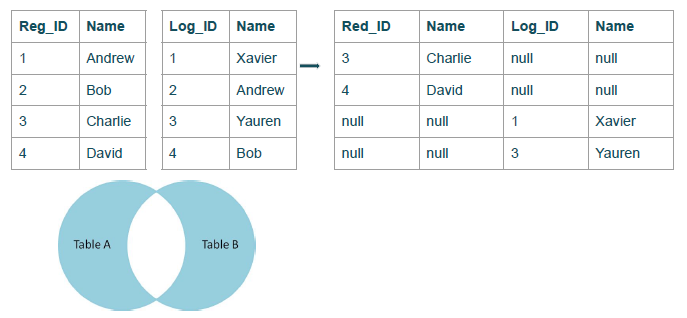 Reg_ID Name Log_ID Name Red_ID Name Log_ID Name
1 Andrew 1 Xavier 3 Charlie null null
2 Bob 2 Andrew 4 David null null
3 Charlie 3 Yauren null null 1 Xavier
4 David 4 Bob null null 3 Yauren
Table A Table B